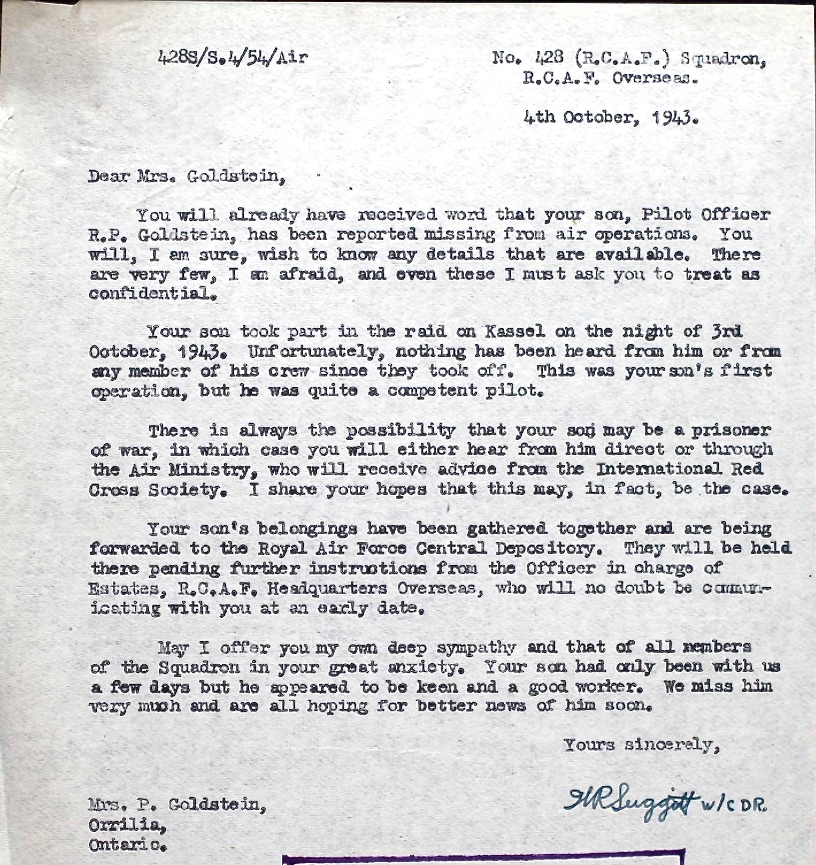 428S/S.4/54/Air
No. 428 (R.C.A.F.) Squadron,
R.C.A.F. Overseas.
4th October, 1943.
Dear Mrs. Goldstein,
You will already have received word that your son, Pilot Officer
R.P. Goldstein, has been reported missing from air operations. You
will, I am sure, wish to know any details that are available. There
are very few, I am afraid, and even these I must ask you to treat as
confidential.
Your son took part in the raid on Kassel on the night of 3rd
October, 1943. Unfortunately, nothing has been heard from him or from
any member of his crew since they took off. This was yourson's first
operation, but he was quite a competent pilot.
There is always the possibility that your son may be a prisoner
of war, in which case you will either hear from him direct or through
the Air Ministry, who will receive advice from the International Red
Cross Society. I share your hopes that this may, in fact, be the case.
Your son's belongings have been gathered together and are being
forwarded to the Royal Air Force Central Depository. They will be held
there pending further instructions from the Officer in charge of
Estates, R.C.A.F. Headquarters Overseas, who will no doubt be commun-
icating with you at an early date.
May I offer you my own deep sympathy and that of all members
of the Squadron in your great anxiety. Your son had only been with us
a few days but he appeared to be keen and a good worker. We miss him
very much and are all hoping for better news of him soon.
Yours sincerely,
WRSuggitt W/CDR.
Mrs. P. Goldstein,
Orrilia,
Ontario.